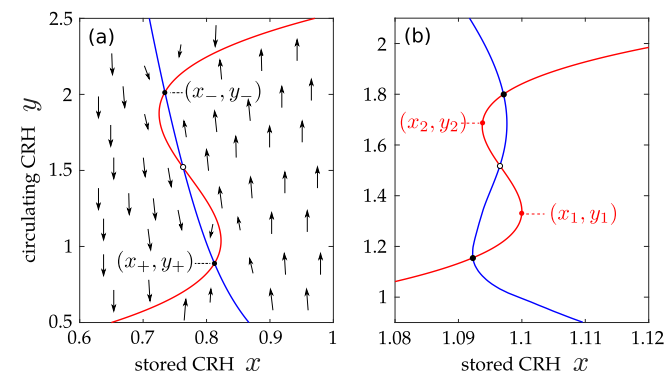 (a)
2.5
2
1.5
1
0.5
0.6
0.7
0.8
0.9
1
circulating CRH y
stored CRH x
(x₋, y₋)
(x₊, y₊)
(b)
2
1.8
1.6
1.4
1.2
1
1.08
1.09
1.10
1.11
1.12
stored CRH x
(x₂, y₂)
(x₁, y₁)